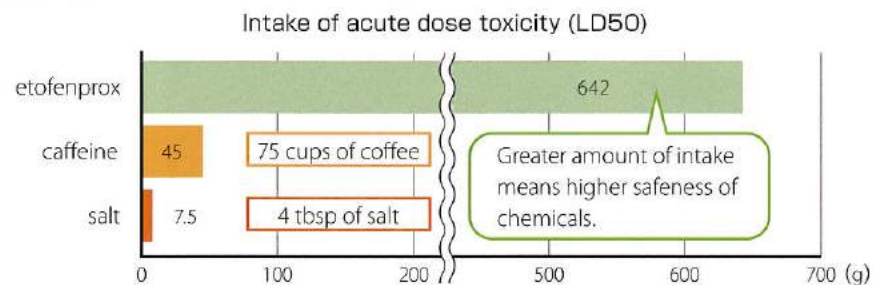 Intake of acute dose toxicity (LD50)
etofenprox
642
caffeine
45
75 cups of coffee
Greater amount of intake
means higher safeness of
chemicals.
salt
7.5
4 tbsp of salt
0 100 200 500 600 700 (g)